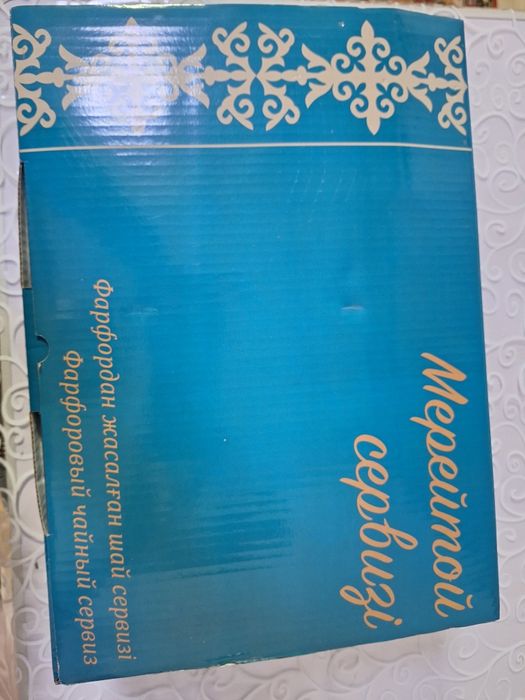 Мерейтой
сервизі
Фарфордан жасалған шай сервизі
Фарфоровый чайный сервиз